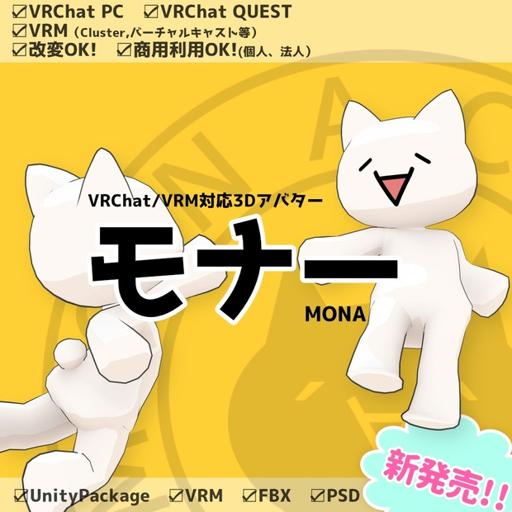 ☑VRChat PC ☑VRChat QUEST
☑VRM (Cluster,バーチャルキャスト等)
☑改変OK! ☑商用利用OK!(個人、法人)
VRChat/VRM対応3Dアバター
モナー
MONA
新発売!!
☑UnityPackage ☑VRM ☑FBX ☑PSD